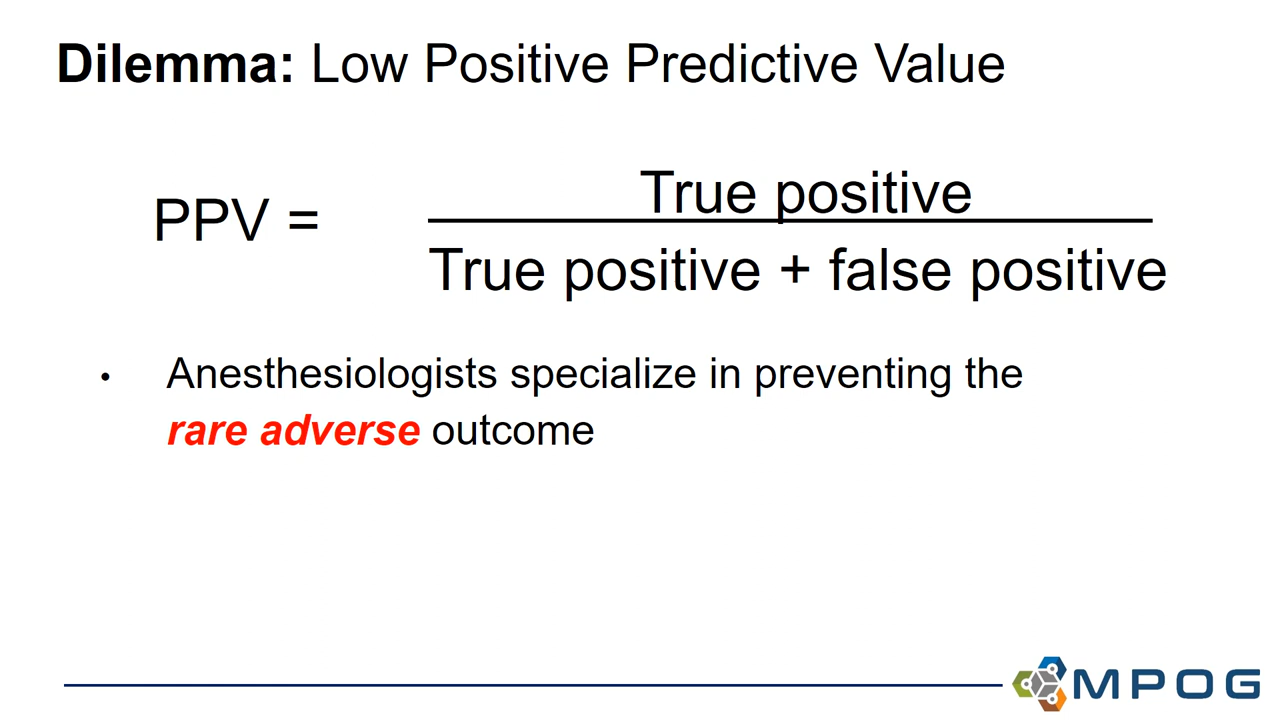 Dilemma: Low Positive Predictive Value
PPV =
True positive
True positive + false positive
• Anesthesiologists specialize in preventing the
rare adverse outcome
MPOG